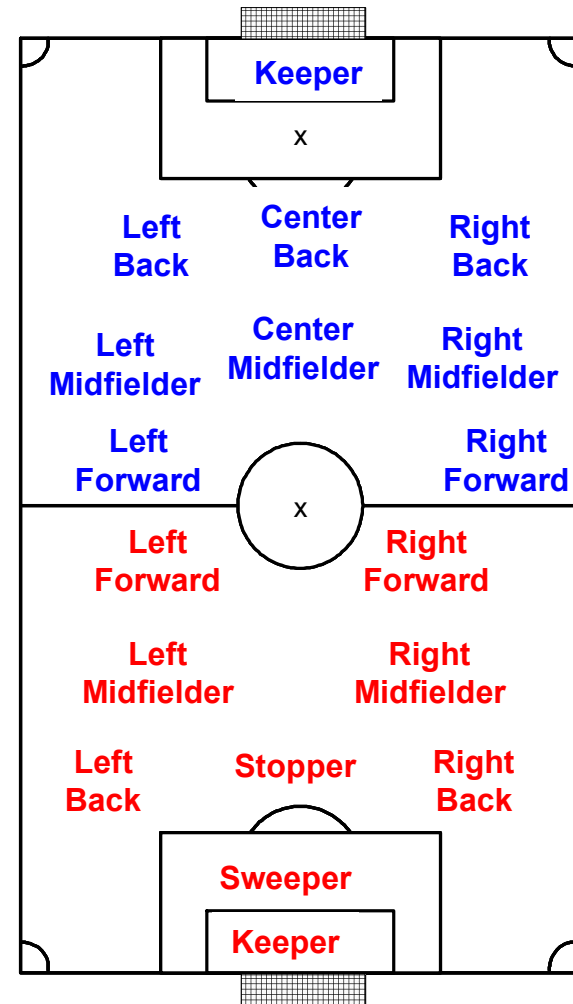 Keeper
x
Left
Back
Center
Back
Right
Back
Left
Midfielder
Center
Midfielder
Right
Midfielder
Left
Forward
Right
Forward
x
Left
Forward
Right
Forward
Left
Midfielder
Right
Midfielder
Left
Back
Stopper
Right
Back
Sweeper
Keeper